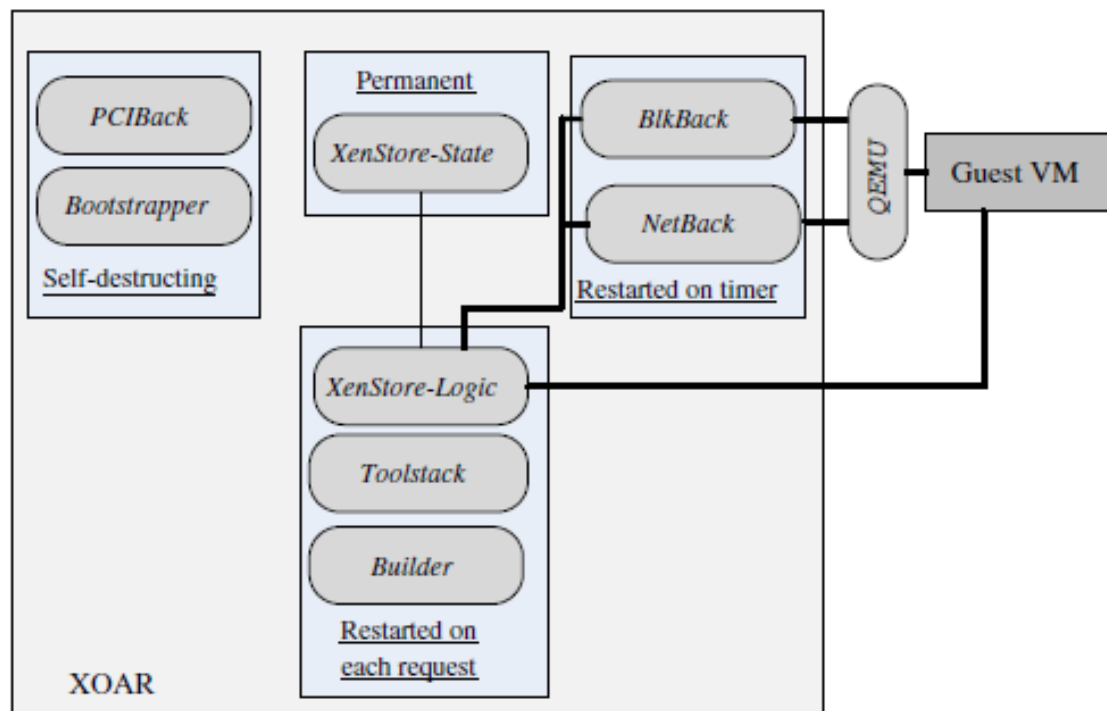 PCIBack
Bootstrapper
Self-destructing
Permanent
XenStore-State
BlkBack
NetBack
Restarted on timer
QEMU
Guest VM
XenStore-Logic
Toolstack
Builder
Restarted on
each request
XOAR